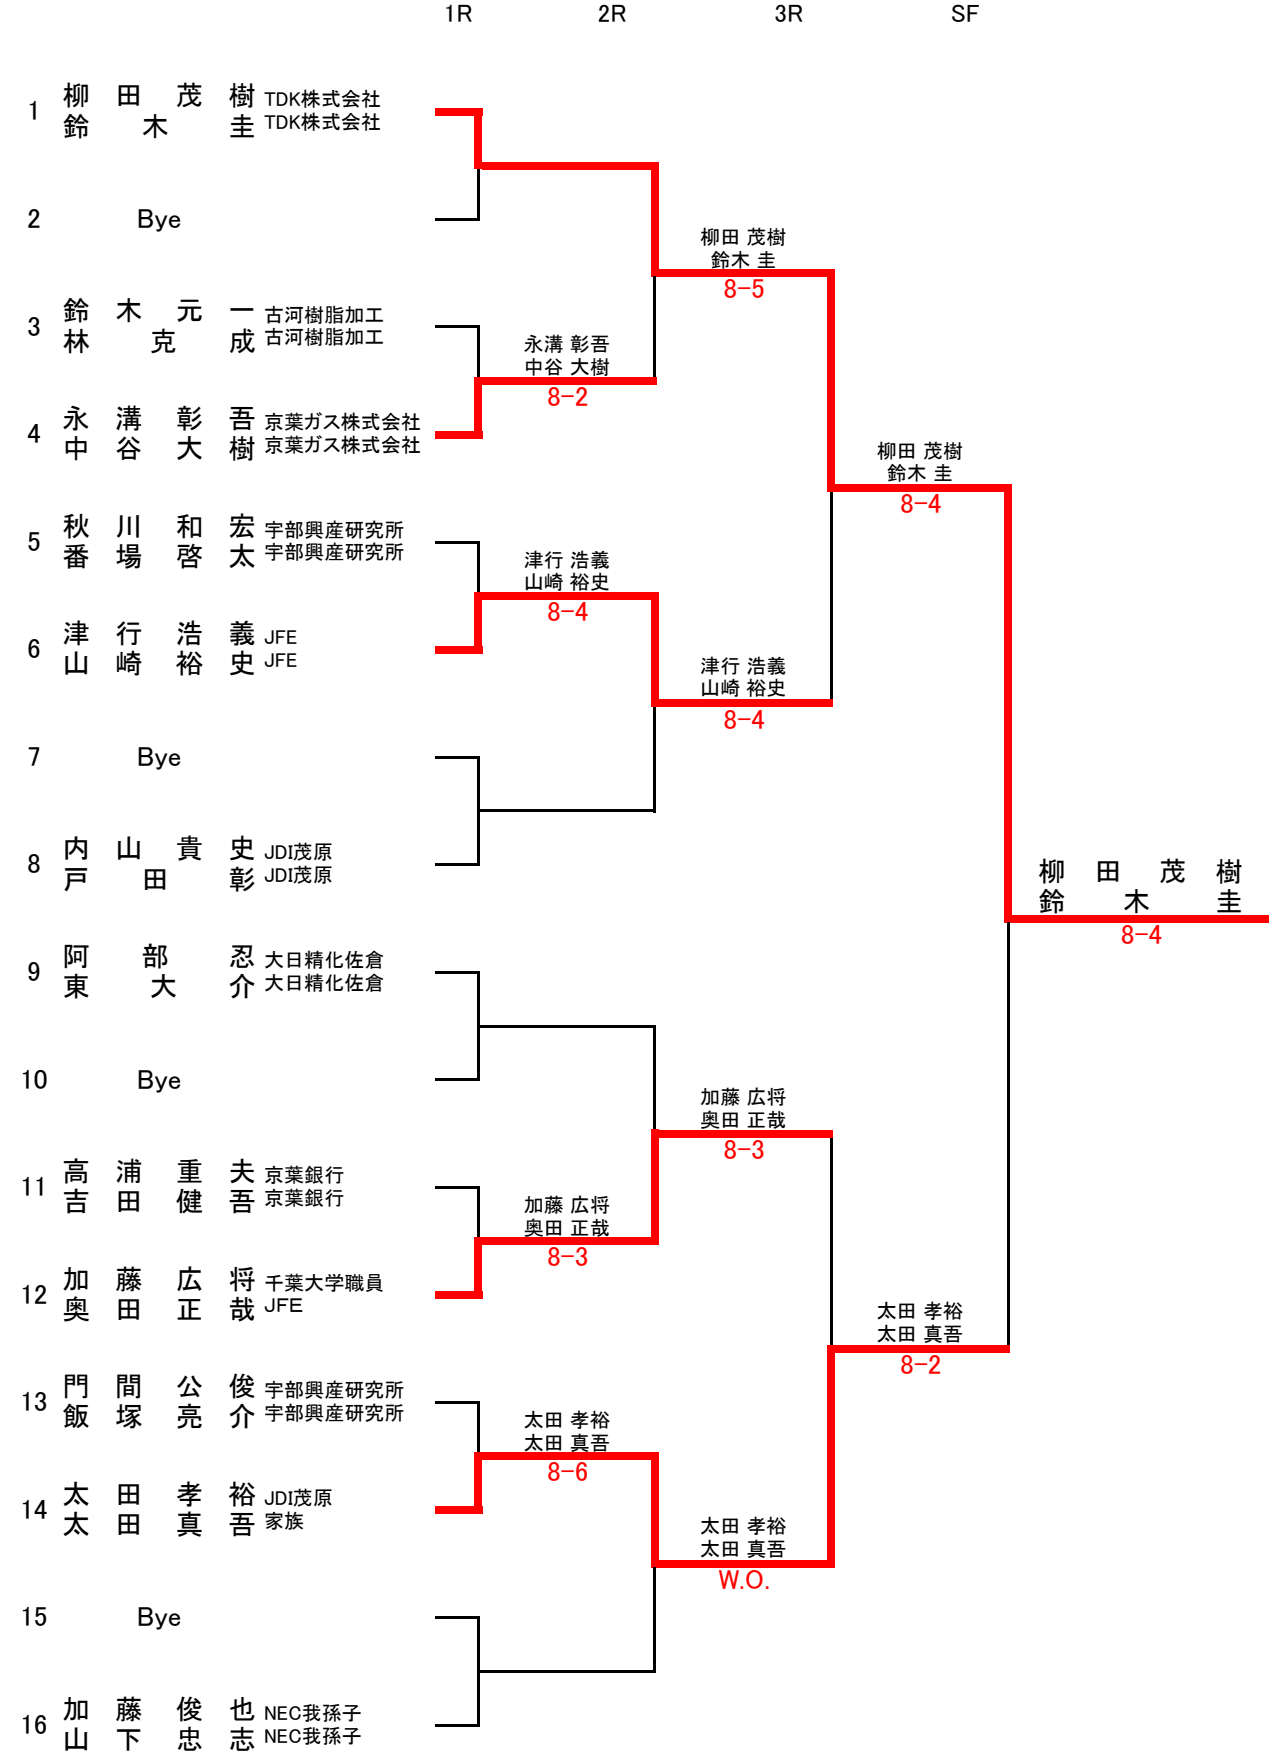 1R 2R 3R SF
1 柳田茂樹 TDK株式会社
鈴木圭 TDK株式会社
2 Bye
柳田 茂樹
鈴木 圭
8-5
3 鈴木元一 古河樹脂加工
林克成 古河樹脂加工
永溝 彰吾
中谷 大樹
8-2
4 永溝彰吾 京葉ガス株式会社
中谷大樹 京葉ガス株式会社
柳田 茂樹
鈴木 圭
8-4
5 秋川和宏 宇部興産研究所
番場啓太 宇部興産研究所
津行 浩義
山崎 裕史
8-4
6 津行浩義 JFE
山崎裕史 JFE
津行 浩義
山崎 裕史
8-4
7 Bye
8 内山貴史 JDI茂原
戸田彰 JDI茂原
柳田茂樹
鈴木圭
8-4
9 阿部忍 大日精化佐倉
東大介 大日精化佐倉
10 Bye
加藤 広将
奥田 正哉
8-3
11 高浦重夫 京葉銀行
吉田健吾 京葉銀行
加藤 広将
奥田 正哉
8-3
12 加藤広将 千葉大学職員
奥田正哉 JFE
太田 孝裕
太田 真吾
8-2
13 門間公俊 宇部興産研究所
飯塚亮介 宇部興産研究所
太田 孝裕
太田 真吾
8-6
14 太田孝裕 JDI茂原
太田真吾 家族
太田 孝裕
太田 真吾
W.O.
15 Bye
16 加藤俊也 NEC我孫子
山下忠志 NEC我孫子